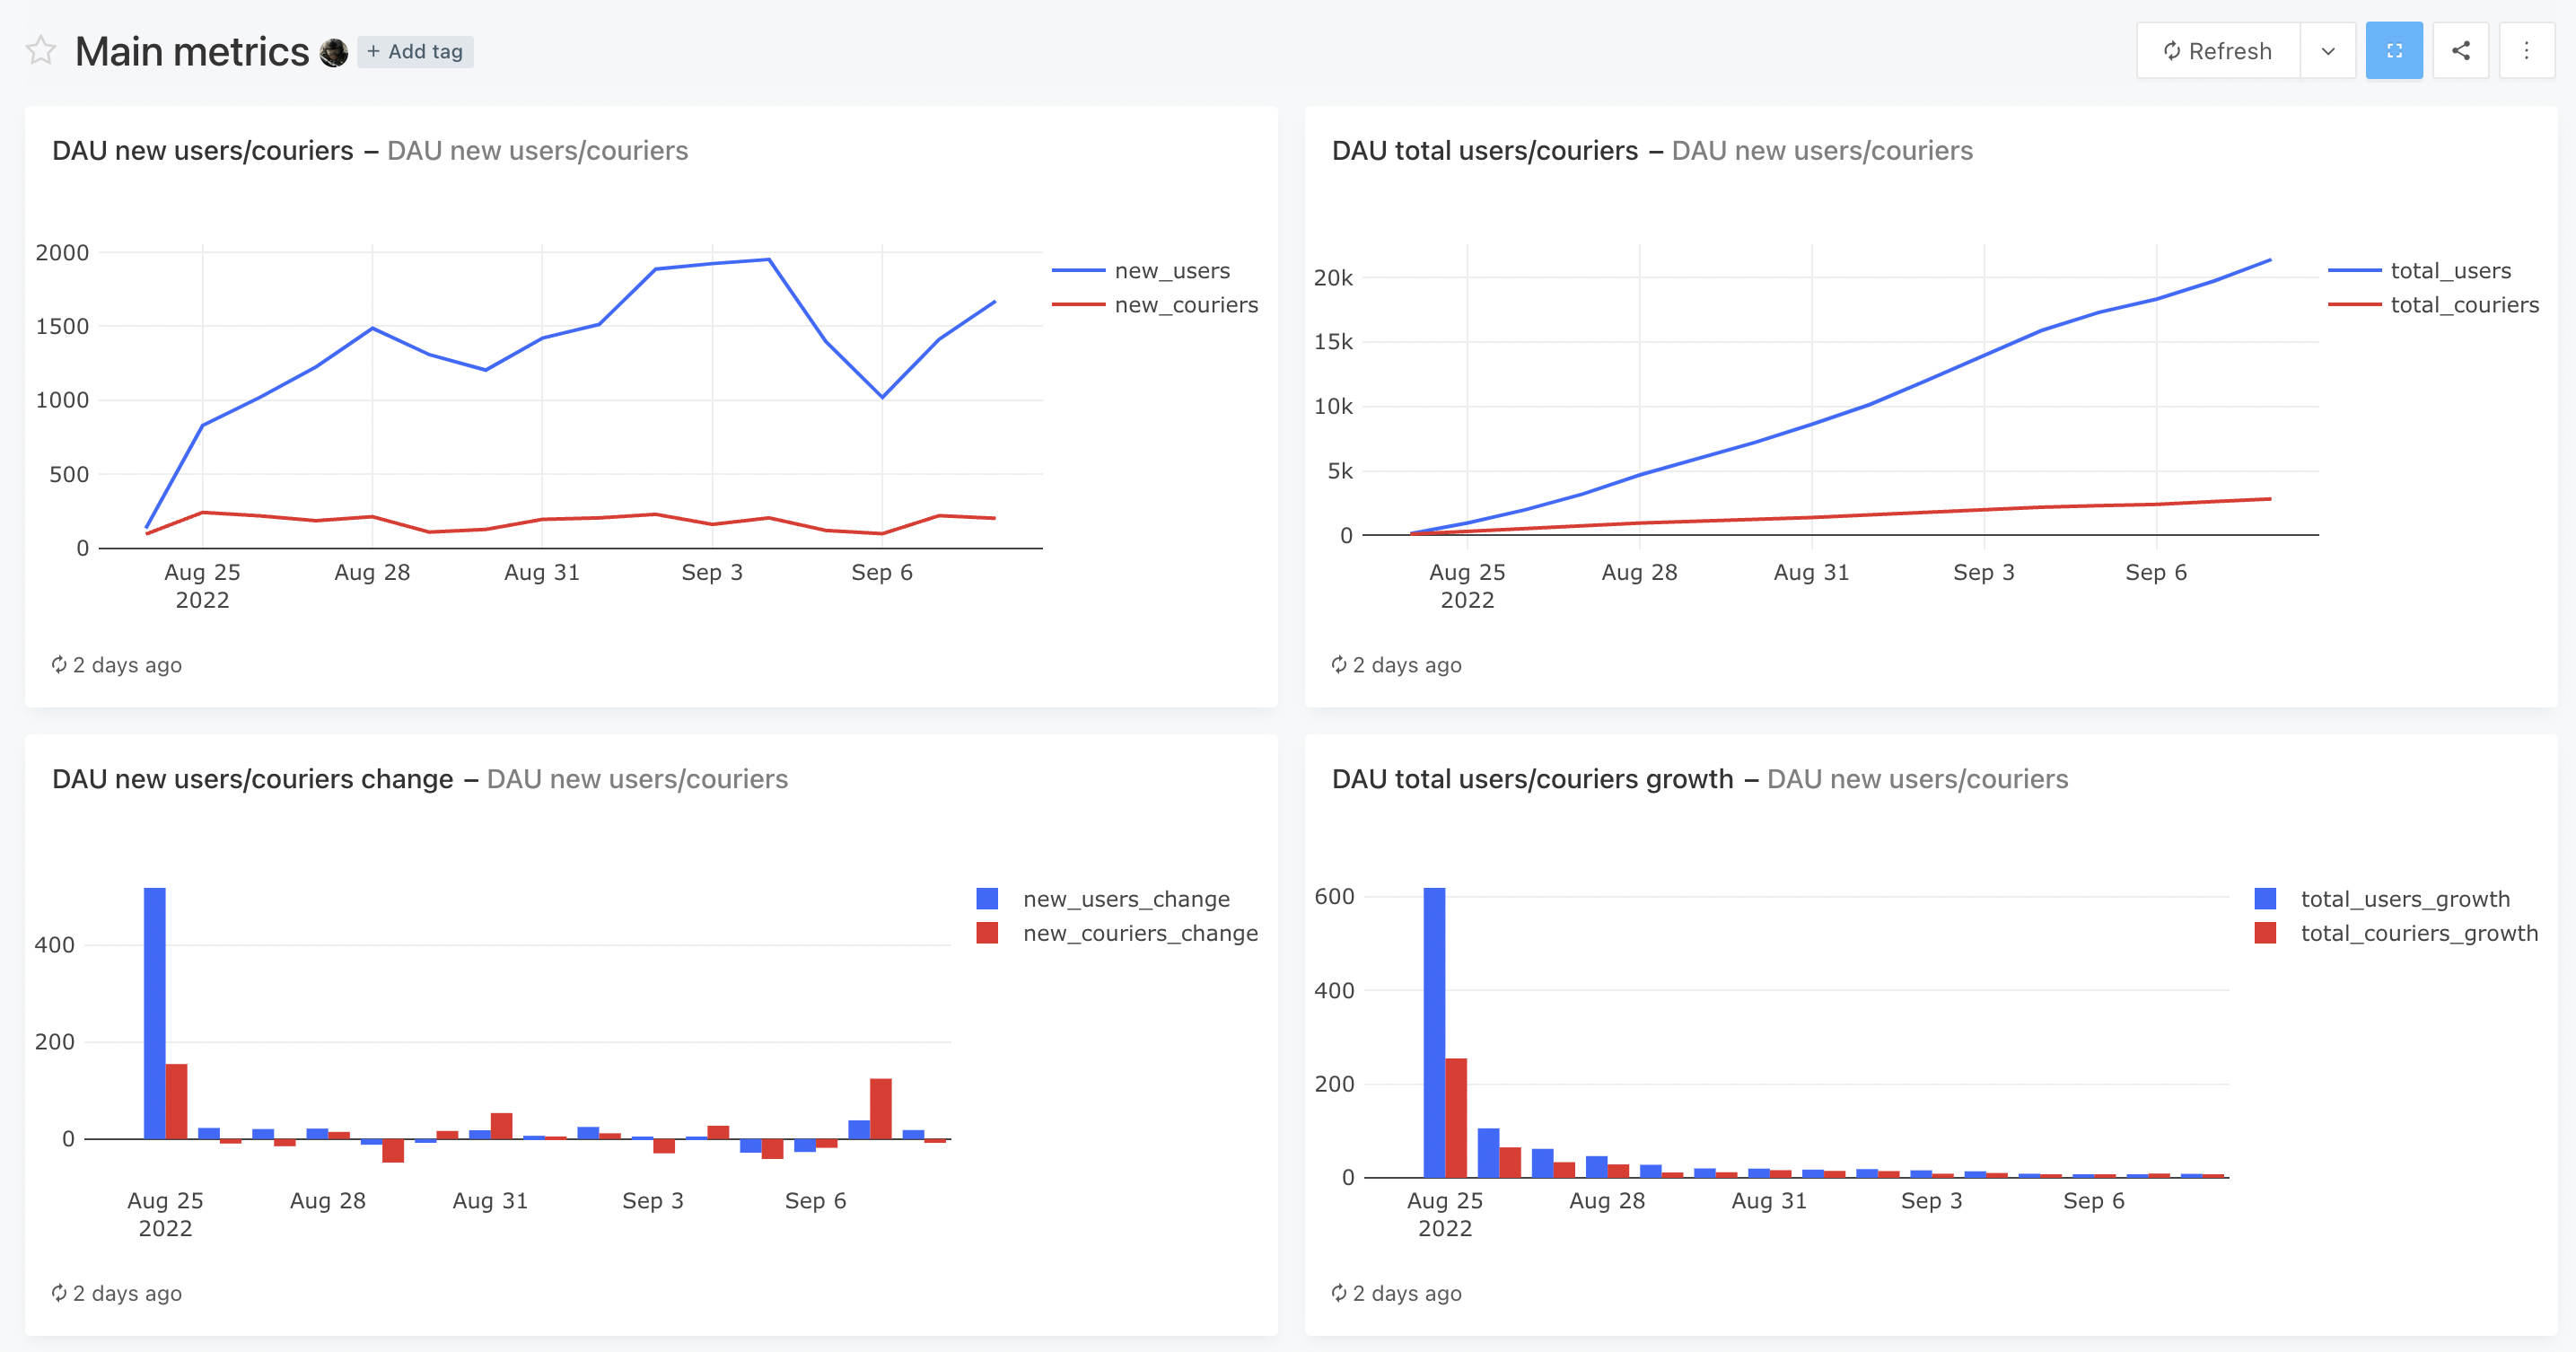 Main metrics + Add tag Refresh
DAU new users/couriers – DAU new users/couriers
2000
1500
1000
500
0
Aug 25 Aug 28 Aug 31 Sep 3 Sep 6
2022
new_users
new_couriers
2 days ago
DAU total users/couriers – DAU new users/couriers
20k
15k
10k
5k
0
Aug 25 Aug 28 Aug 31 Sep 3 Sep 6
2022
total_users
total_couriers
2 days ago
DAU new users/couriers change – DAU new users/couriers
400
200
0
Aug 25 Aug 28 Aug 31 Sep 3 Sep 6
2022
new_users_change
new_couriers_change
2 days ago
DAU total users/couriers growth – DAU new users/couriers
600
400
200
0
Aug 25 Aug 28 Aug 31 Sep 3 Sep 6
2022
total_users_growth
total_couriers_growth
2 days ago